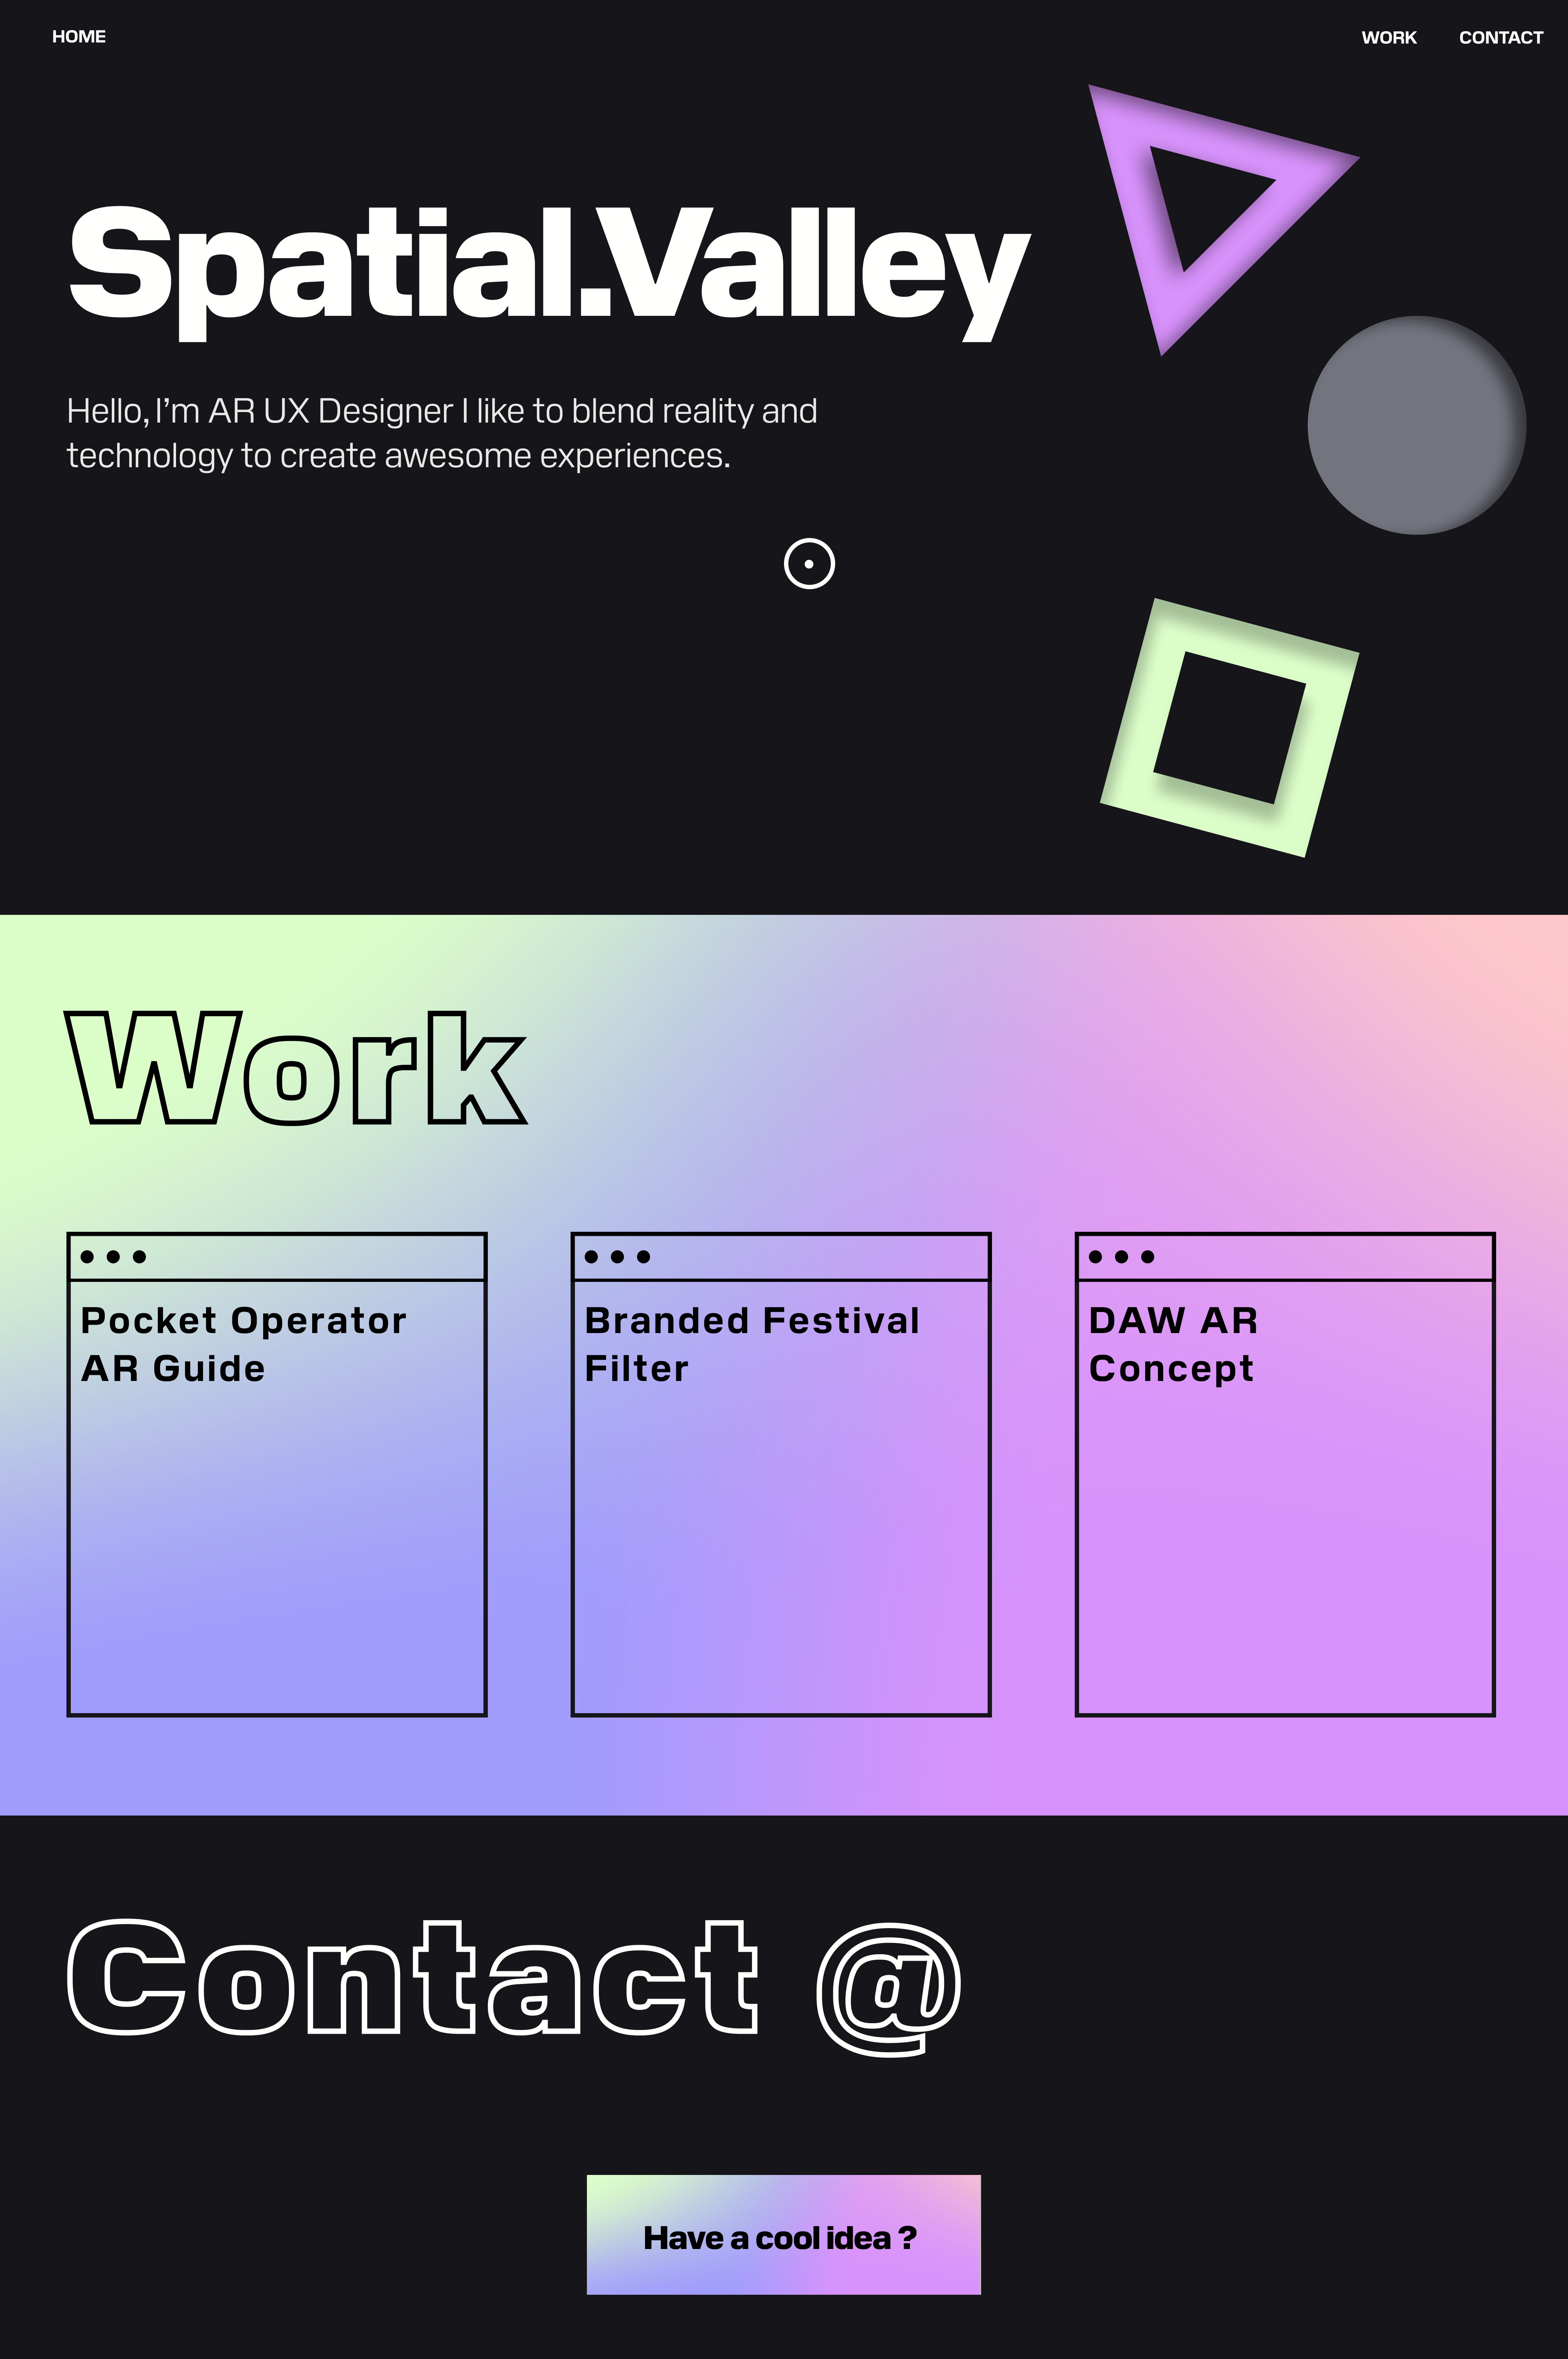 HOME
WORK
CONTACT
Spatial.Valley
Hello, I'm AR UX Designer I like to blend reality and
technology to create awesome experiences.
Work
Pocket Operator
AR Guide
Branded Festival
Filter
DAW AR
Concept
Contact @
Have a cool idea ?